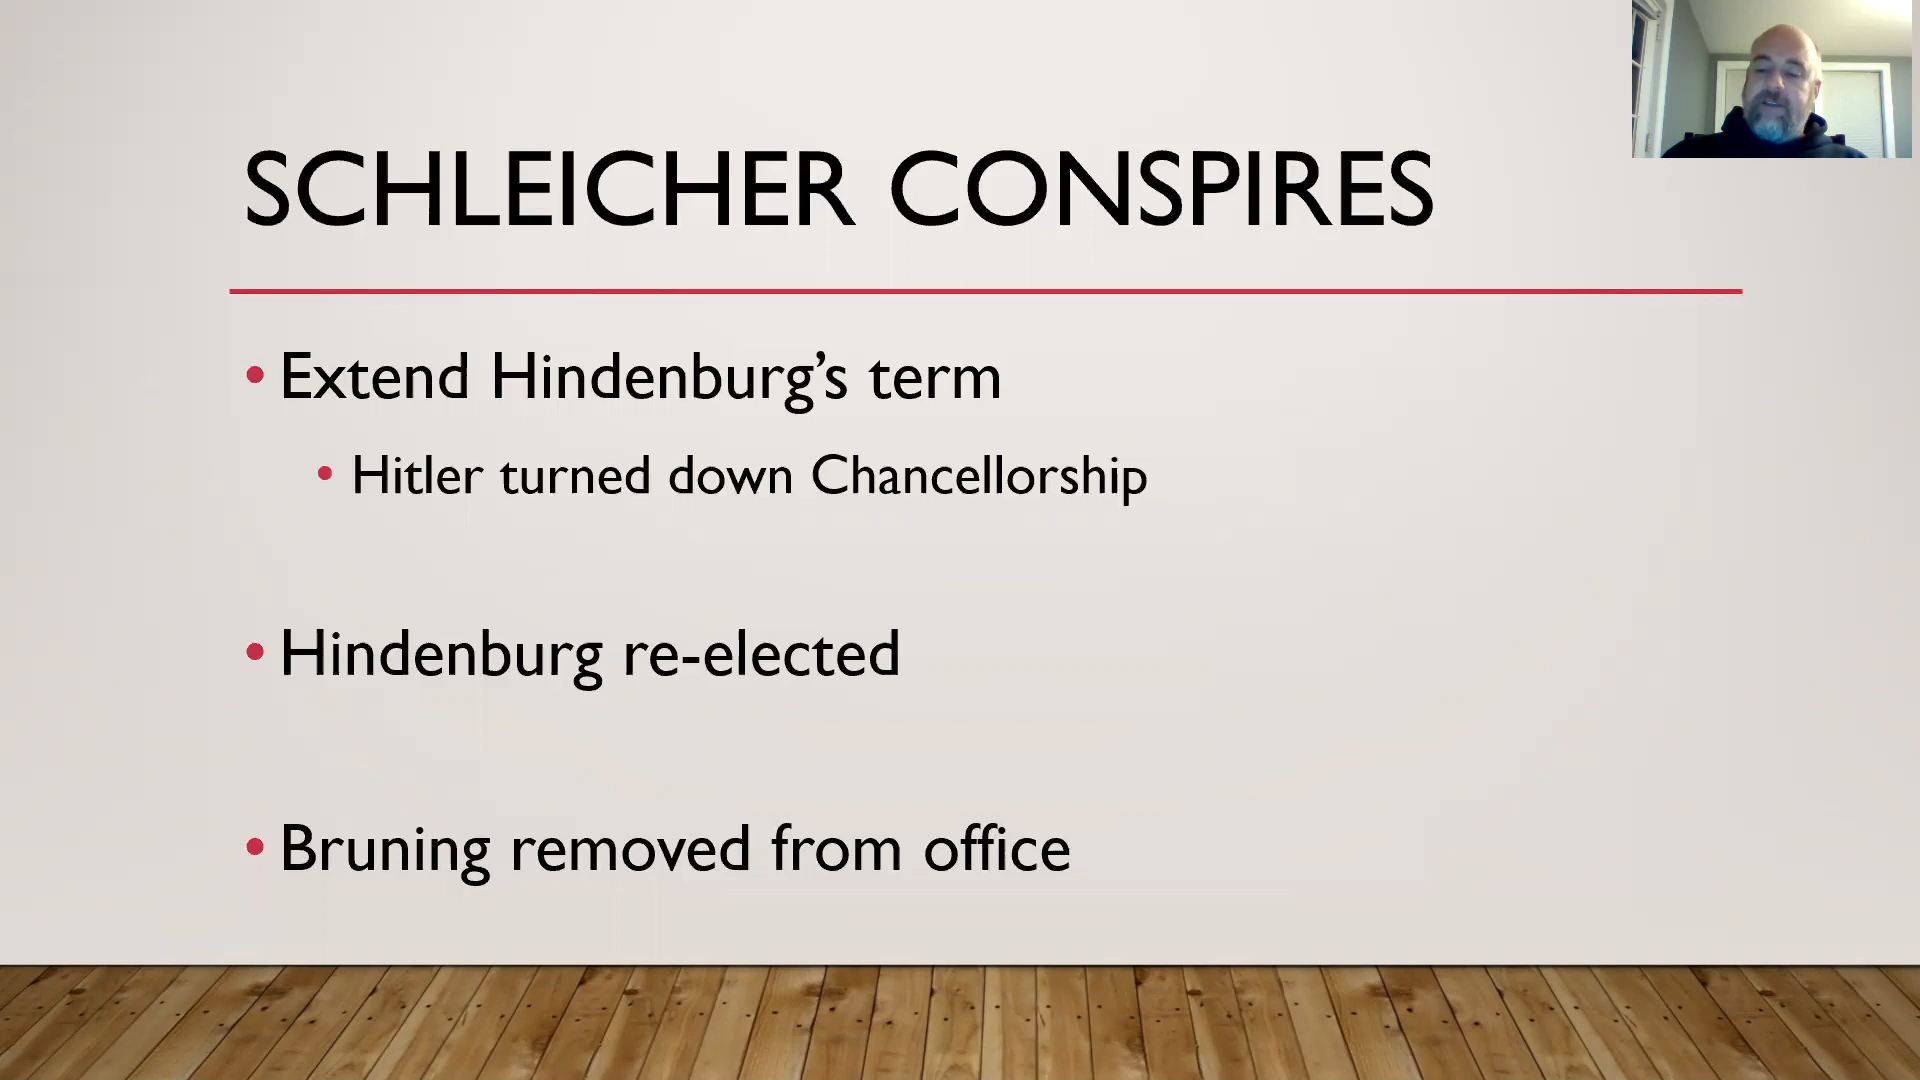 SCHLEICHER CONSPIRES
• Extend Hindenburg’s term
• Hitler turned down Chancellorship
• Hindenburg re-elected
• Bruning removed from office